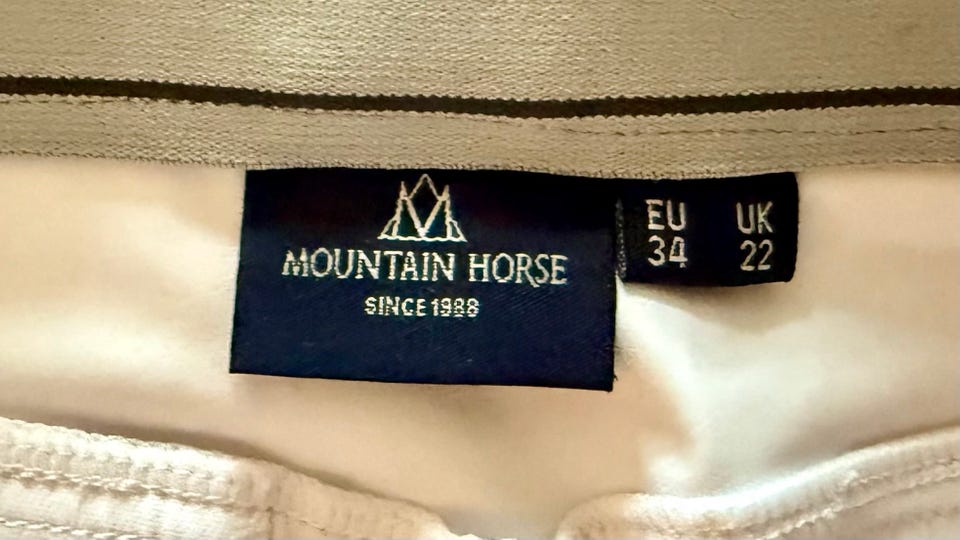 MOUNTAIN HORSE
SINCE 1988
EU UK
34 22